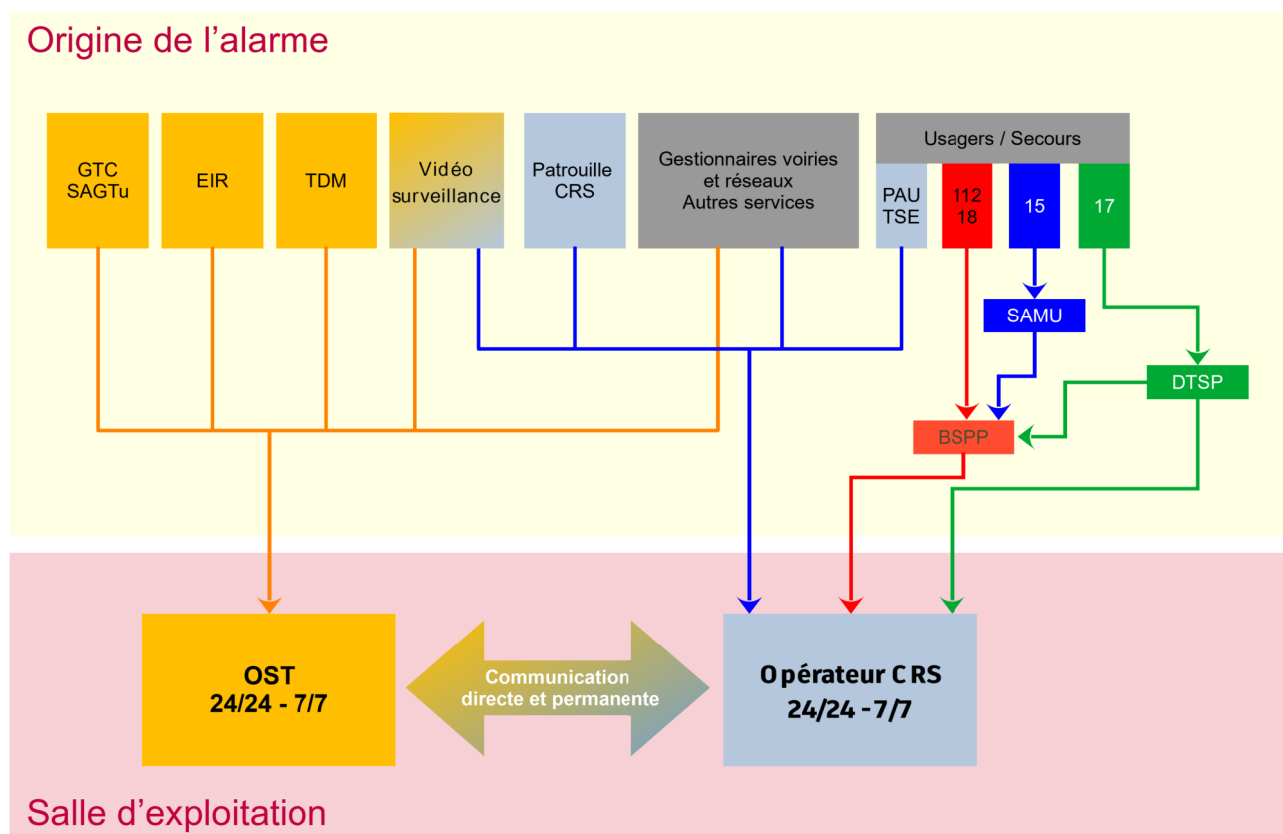 Origine de l’alarme
GTC
SAGTu
EIR
TDM
Vidéo
surveillance
Patrouille
CRS
Gestionnaires voiries
et réseaux
Autres services
Usagers / Secours
PAU
TSE
112
18
15
17
SAMU
DTSP
BSPP
OST
24/24 - 7/7
Communication
directe et permanente
Opérateur CRS
24/24 - 7/7
Salle d’exploitation